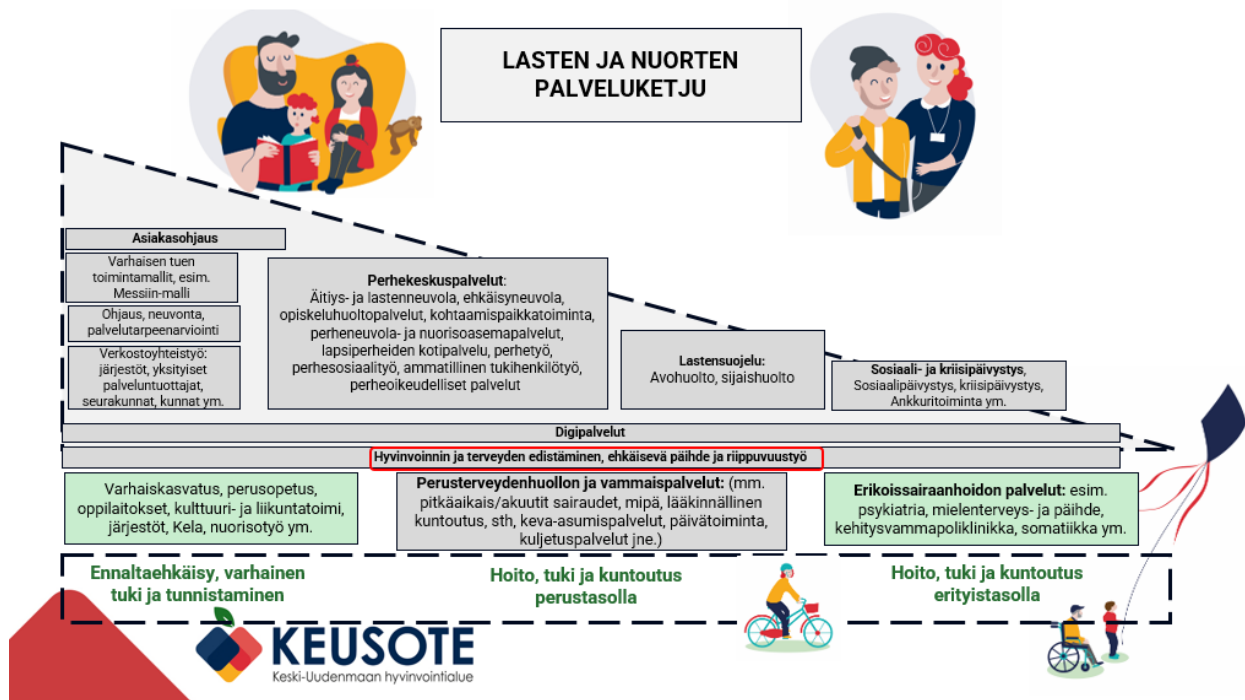 LASTEN JA NUORTEN
PALVELUKETJU
Asiakasohjaus
Varhaisen tuen
toimintamallit, esim.
Messiin-malli
Ohjaus, neuvonta,
palvelutarpeenarviointi
Verkostoyhteistyö:
järjestöt, yksityiset
palveluntuottajat,
seurakunnat, kunnat ym.
Perhekeskuspalvelut:
Äitiys- ja lastenneuvola, ehkäisyneuvola,
opiskeluhuoltopalvelut, kohtaamispaikkatoiminta,
perheneuvola- ja nuorisoasemapalvelut,
lapsiperheiden kotipalvelu, perhetyö,
perhesosiaalityö, ammatillinen tukihenkilötyö,
perheoikeudelliset palvelut
Lastensuojelu:
Avohuolto, sijaishuolto
Sosiaali- ja kriisipäivystys,
Sosiaalipäivystys, kriisipäivystys,
Ankkuritoiminta ym.
Digipalvelut
Hyvinvoinnin ja terveyden edistäminen, ehkäisevä päihde ja riippuvuustyö
Varhaiskasvatus, perusopetus,
oppilaitokset, kulttuuri- ja liikuntatoimi,
järjestöt, Kela, nuorisotyö ym.
Perusterveydenhuollon ja vammaispalvelut: (mm.
pitkäaikais/akuutit sairaudet, mipä, lääkinnällinen
kuntoutus, sth, keva-asumispalvelut, päivätoiminta,
kuljetuspalvelut jne.)
Erikoissairaanhoidon palvelut: esim.
psykiatria, mielenterveys- ja päihde,
kehitysvammapoliklinikka, somatiikka ym.
Ennaltaehkäisy, varhainen
tuki ja tunnistaminen
Hoito, tuki ja kuntoutus
perustasolla
Hoito, tuki ja kuntoutus
erityistasolla
KEUSOTE
Keski-Uudenmaan hyvinvointialue